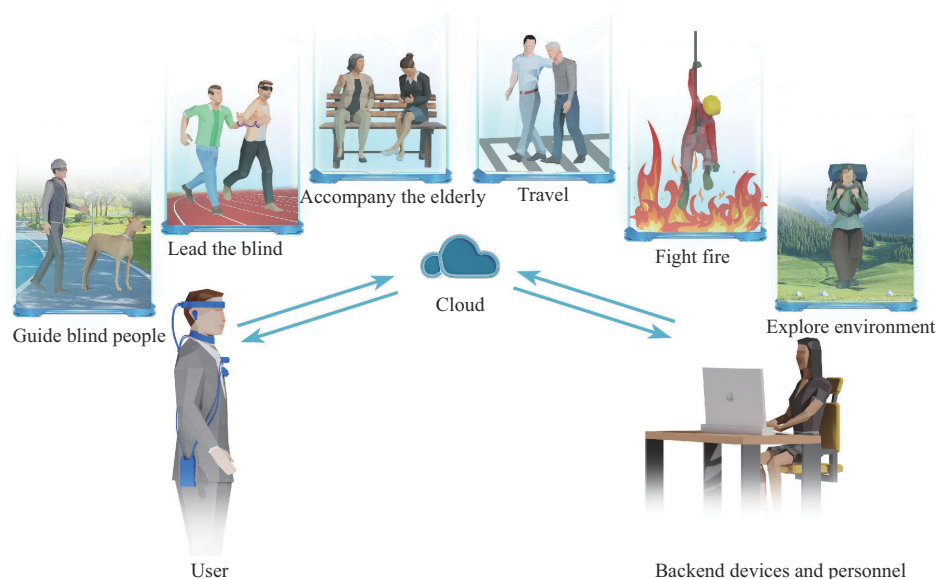 Accompany the elderly
Travel
Lead the blind
Fight fire
Cloud
Guide blind people
Explore environment
User
Backend devices and personnel